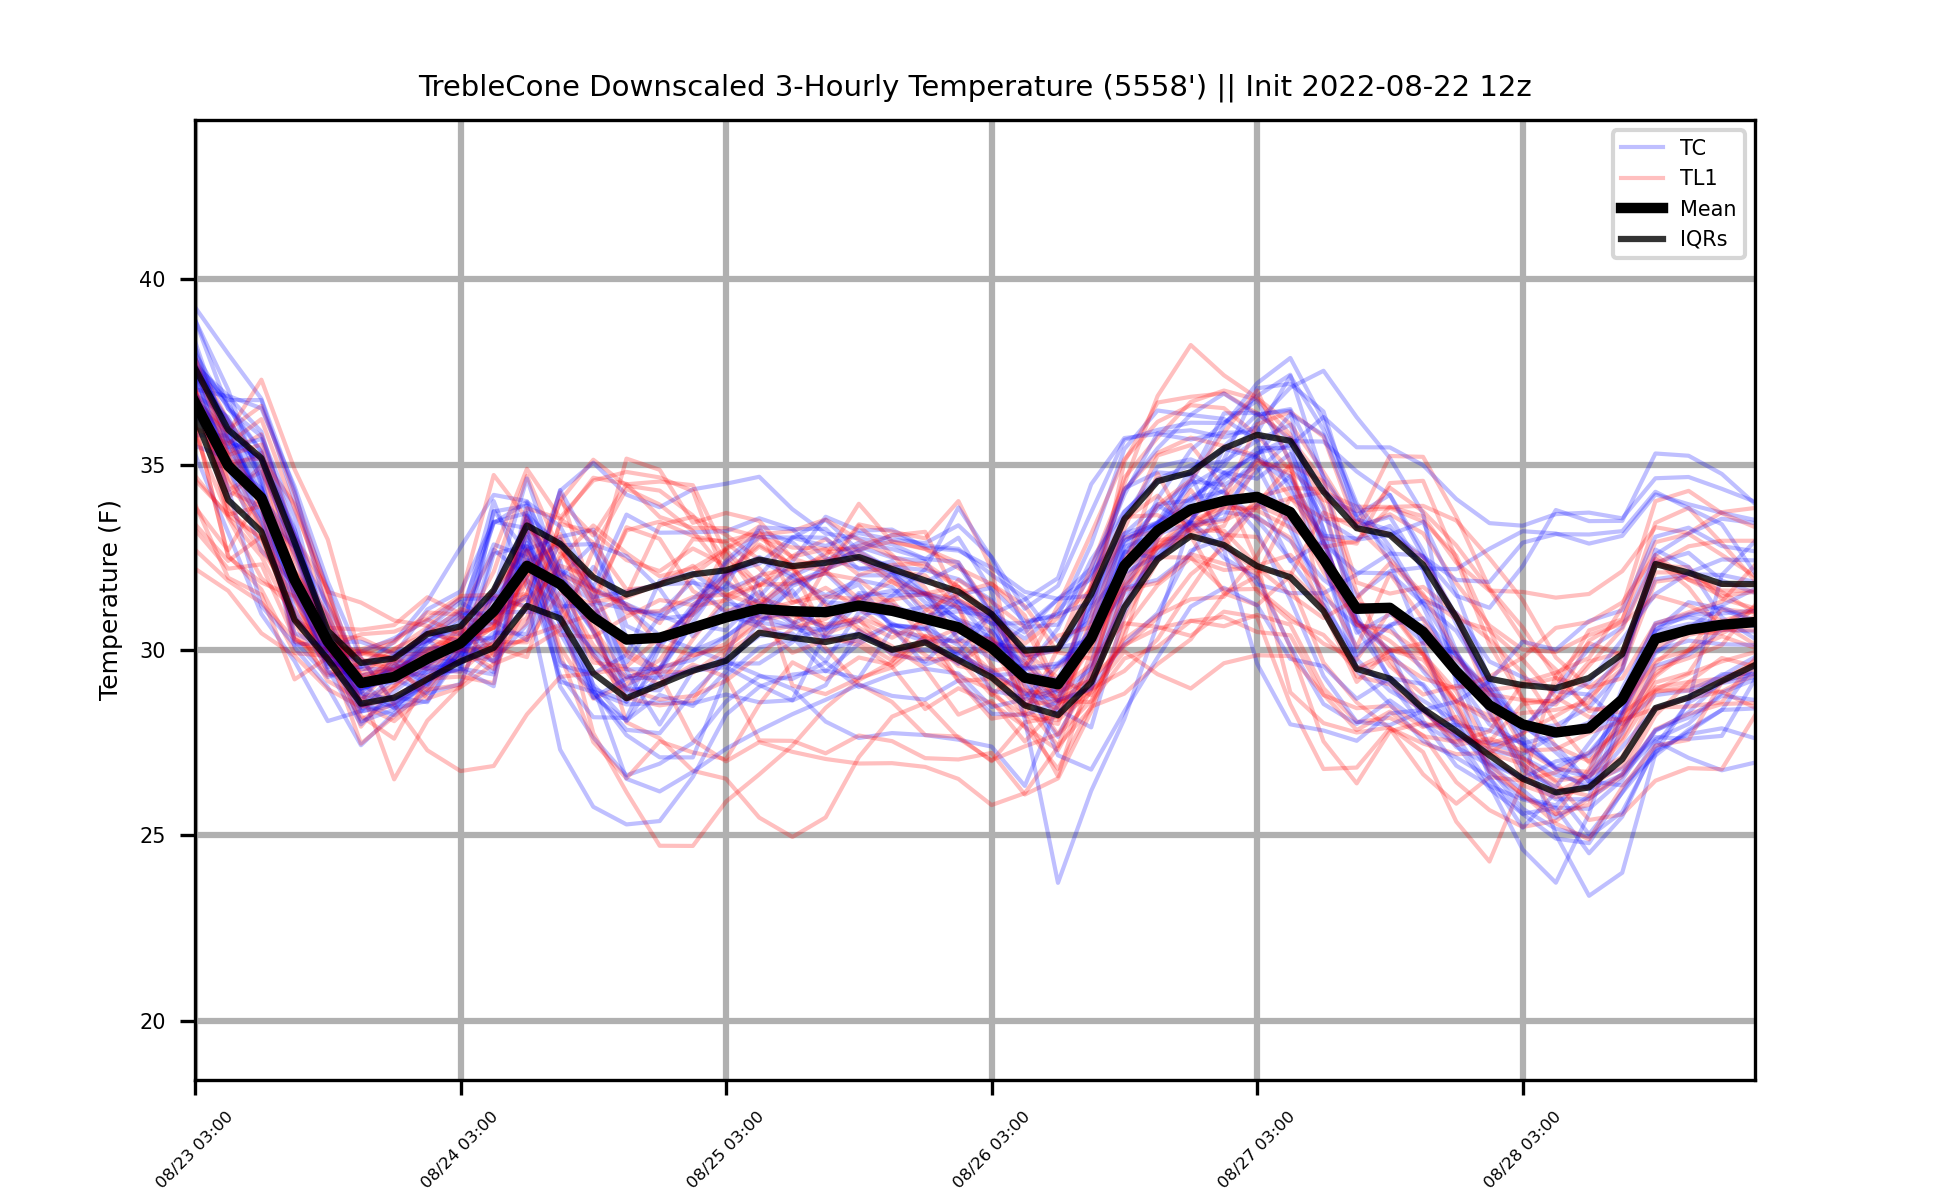 TrebleCone Downscaled 3-Hourly Temperature (5558') || Init 2022-08-22 12z
TC
TL1
Mean
IQRs
Temperature (F)
40
35
30
25
20
08/23 03:00
08/24 03:00
08/25 03:00
08/26 03:00
08/27 03:00
08/28 03:00